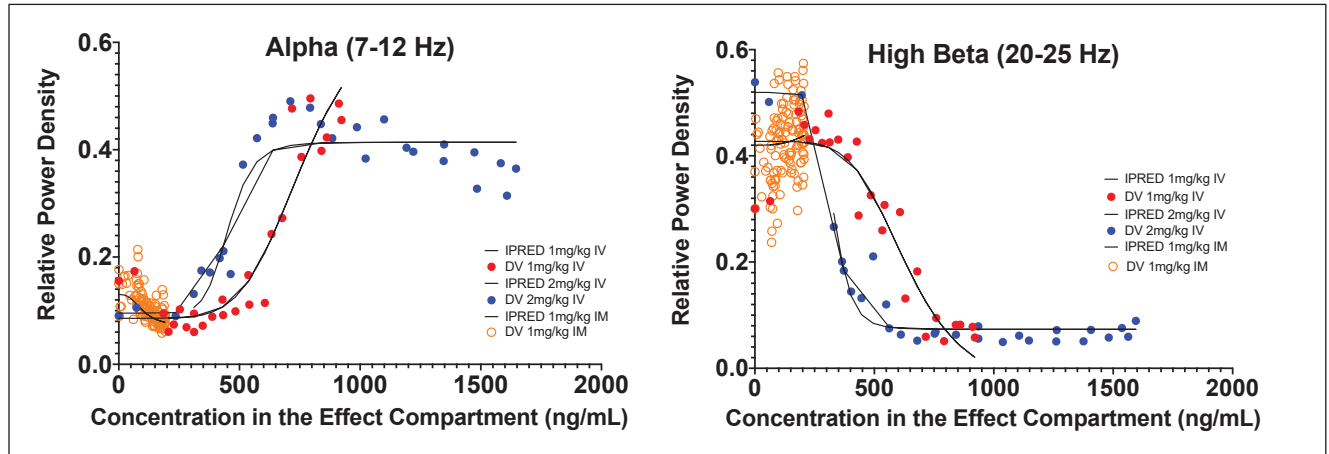 Alpha (7-12 Hz)
Relative Power Density
0.6
0.4
0.2
0.0
0
500
1000
1500
2000
Concentration in the Effect Compartment (ng/mL)
IPRED 1mg/kg IV
DV 1mg/kg IV
IPRED 2mg/kg IV
DV 2mg/kg IV
IPRED 1mg/kg IM
DV 1mg/kg IM
High Beta (20-25 Hz)
Relative Power Density
0.6
0.4
0.2
0.0
0
500
1000
1500
2000
Concentration in the Effect Compartment (ng/mL)
IPRED 1mg/kg IV
DV 1mg/kg IV
IPRED 2mg/kg IV
DV 2mg/kg IV
IPRED 1mg/kg IM
DV 1mg/kg IM